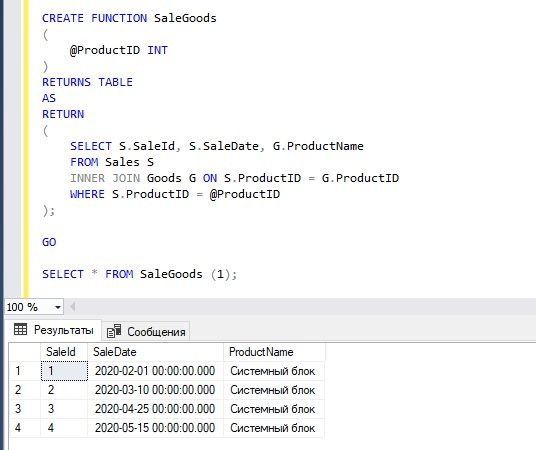 CREATE FUNCTION SaleGoods
(
@ProductID INT
)
RETURNS TABLE
AS
RETURN
(
SELECT S.SaleId, S.SaleDate, G.ProductName
FROM Sales S
INNER JOIN Goods G ON S.ProductID = G.ProductID
WHERE S.ProductID = @ProductID
);
GO
SELECT * FROM SaleGoods (1);
100 %
Результаты Сообщения
SaleId SaleDate ProductName
1 1 2020-02-01 00:00:00.000 Системный блок
2 2 2020-03-10 00:00:00.000 Системный блок
3 3 2020-04-25 00:00:00.000 Системный блок
4 4 2020-05-15 00:00:00.000 Системный блок